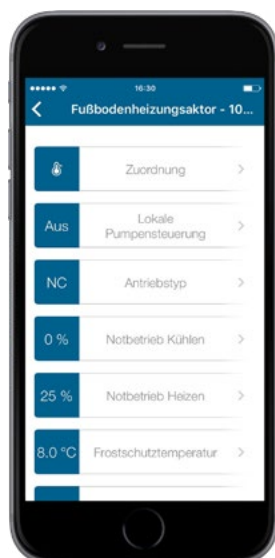 16:30
Fußbodenheizungsaktor - 10...
Zuordnung
Aus
Lokale
Pumpensteuerung
NC
Antriebstyp
0 %
Notbetrieb Kühlen
25 %
Notbetrieb Heizen
8.0 °C
Frostschutztemperatur